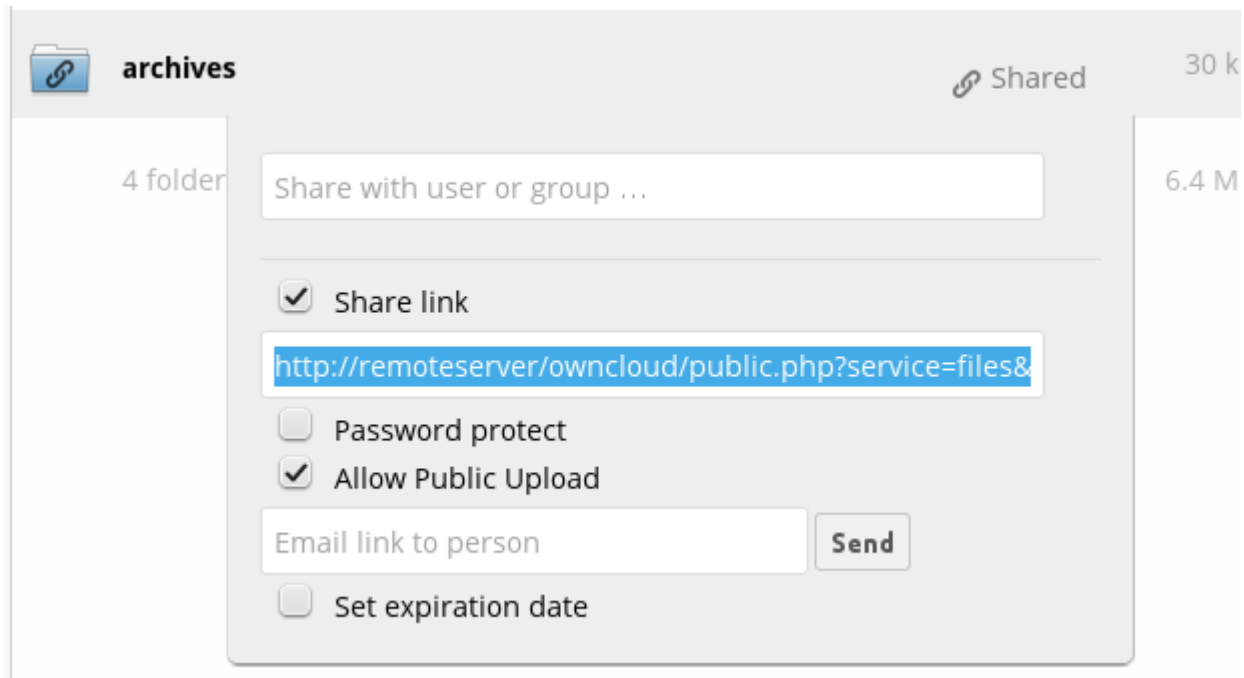 archives Shared 30 k
4 folder Share with user or group ... 6.4 M
Share link
http://remoteserver/owncloud/public.php?service=files&
Password protect
Allow Public Upload
Email link to person Send
Set expiration date